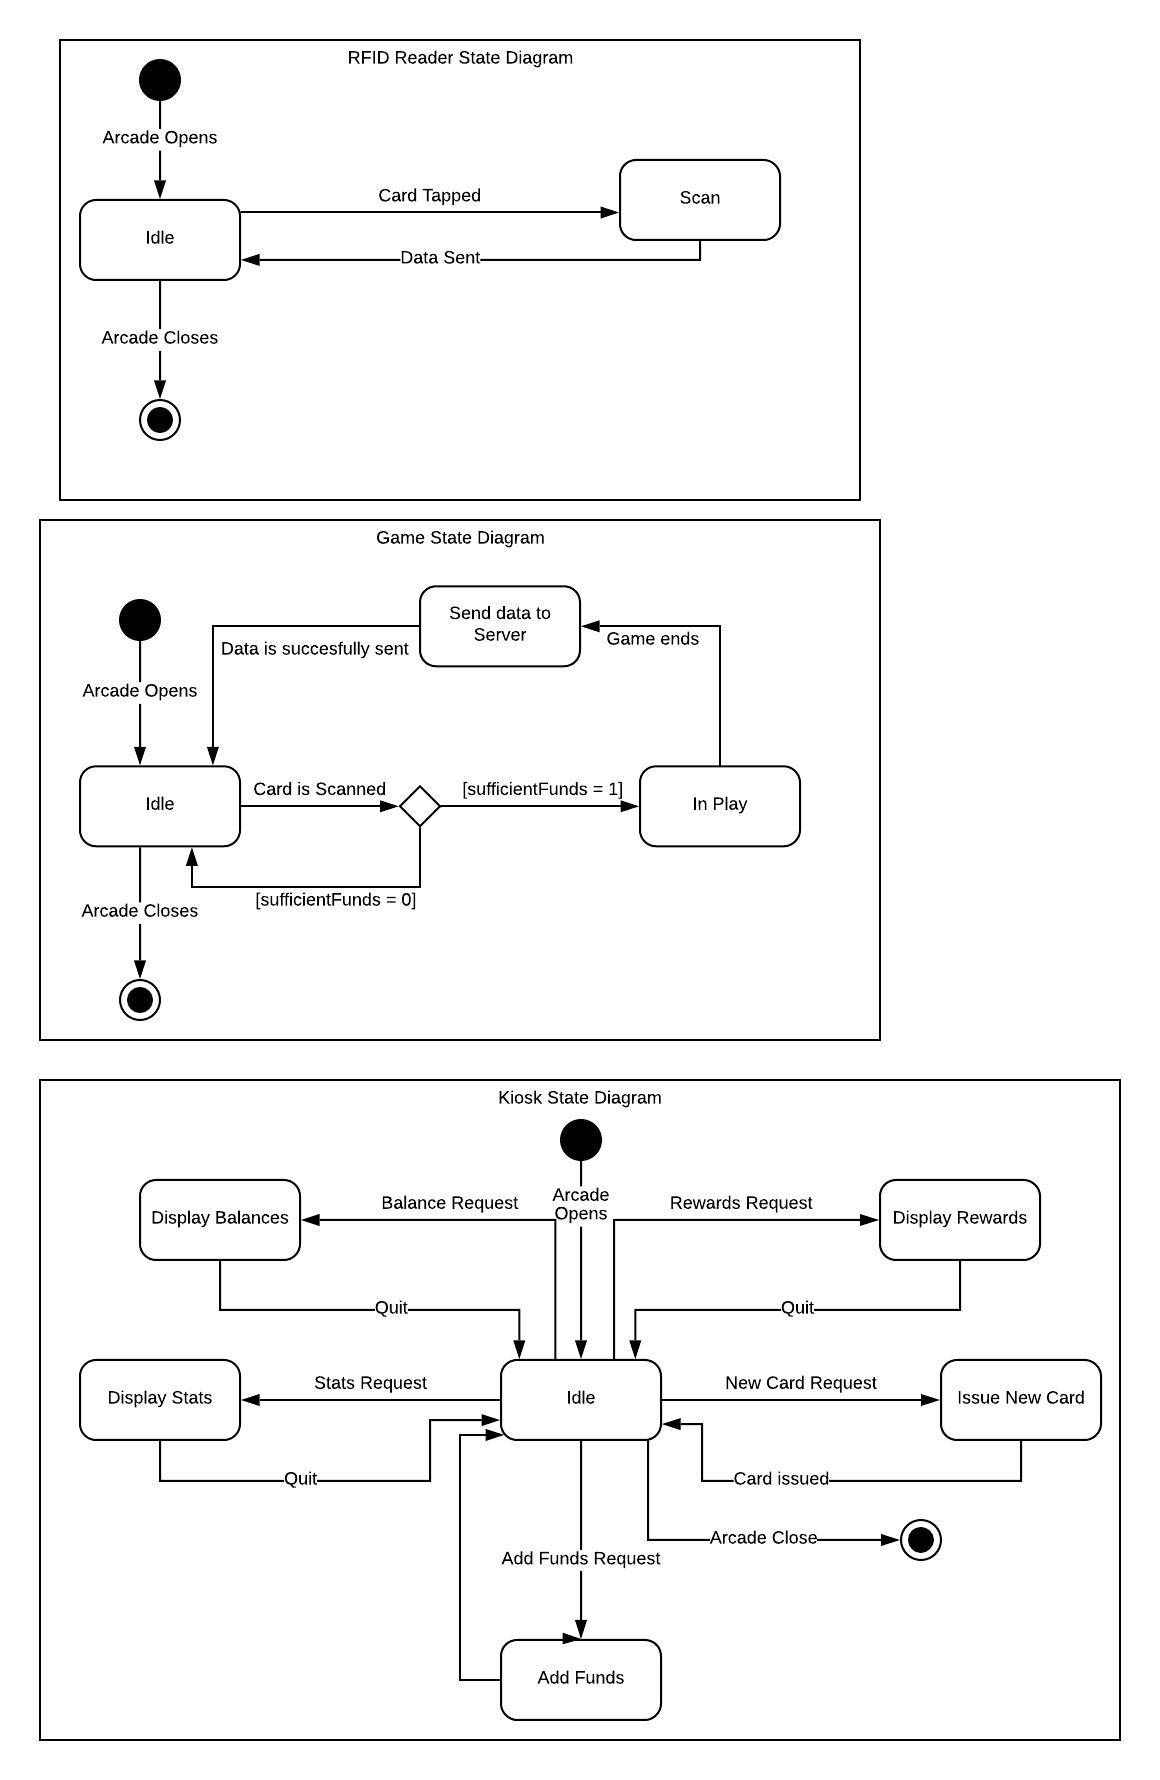 RFID Reader State Diagram
Arcade Opens
Card Tapped
Scan
Idle
Data Sent
Arcade Closes
Game State Diagram
Send data to
Server
Game ends
Data is succesfully sent
Arcade Opens
Idle
Card is Scanned
[sufficientFunds = 1]
In Play
[sufficientFunds = 0]
Arcade Closes
Kiosk State Diagram
Balance Request
Arcade
Opens
Rewards Request
Display Balances
Display Rewards
Quit
Quit
Display Stats
Stats Request
Idle
New Card Request
Issue New Card
Quit
Card issued
Arcade Close
Add Funds Request
Add Funds